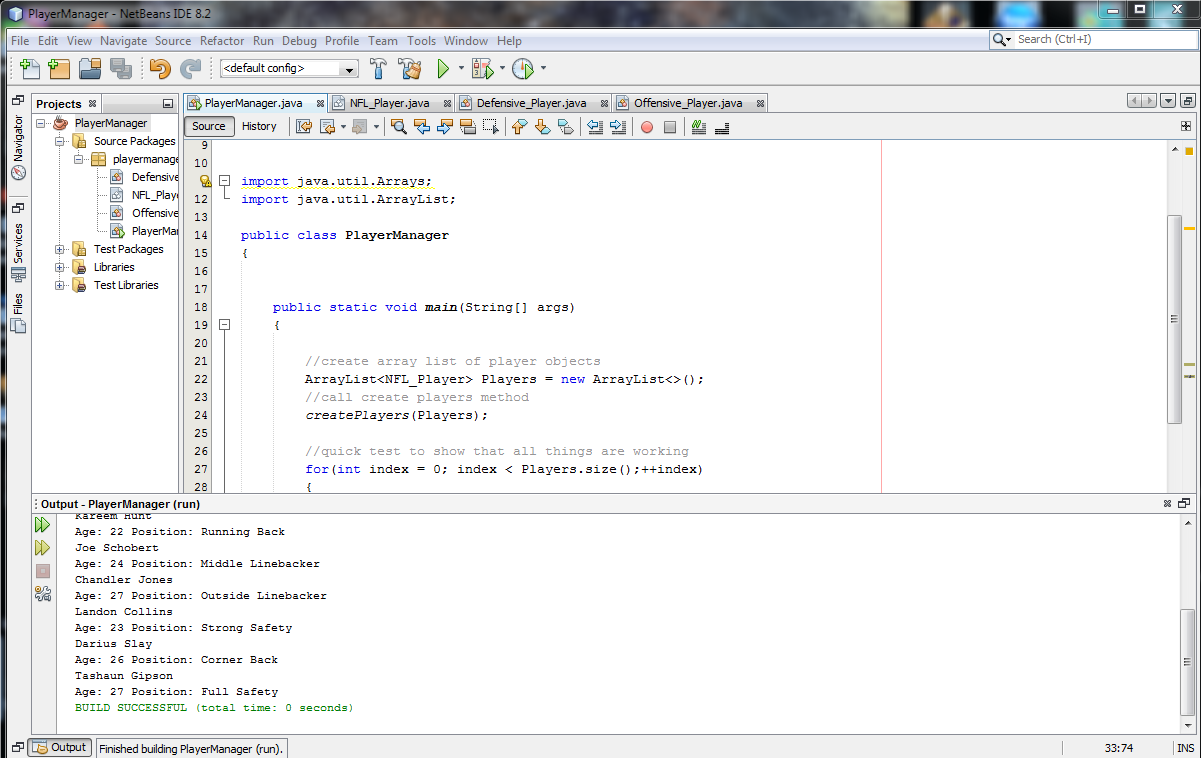 PlayerManager - NetBeans IDE 8.2
File Edit View Navigate Source Refactor Run Debug Profile Team Tools Window Help
Search (Ctrl+I)
<default config>
Projects
PlayerManager.java
NFL_Player.java
Defensive_Player.java
Offensive_Player.java
Navigator
Services
Files
PlayerManager
Source Packages
playermanage
Defensive
NFL_Playe
Offensive
PlayerMan
Test Packages
Libraries
Test Libraries
Source History
9
10
import java.util.Arrays;
12 import java.util.ArrayList;
13
14 public class PlayerManager
15 {
16
17
18 public static void main(String[] args)
19 {
20
21 //create array list of player objects
22 ArrayList<NFL_Player> Players = new ArrayList<>();
23 //call create players method
24 createPlayers(Players);
25
26 //quick test to show that all things are working
27 for(int index = 0; index < Players.size();++index)
28 {
Output - PlayerManager (run)
Kareem Hunt
Age: 22 Position: Running Back
Joe Schobert
Age: 24 Position: Middle Linebacker
Chandler Jones
Age: 27 Position: Outside Linebacker
Landon Collins
Age: 23 Position: Strong Safety
Darius Slay
Age: 26 Position: Corner Back
Tashaun Gipson
Age: 27 Position: Full Safety
BUILD SUCCESSFUL (total time: 0 seconds)
Output
Finished building PlayerManager (run).
33:74
INS